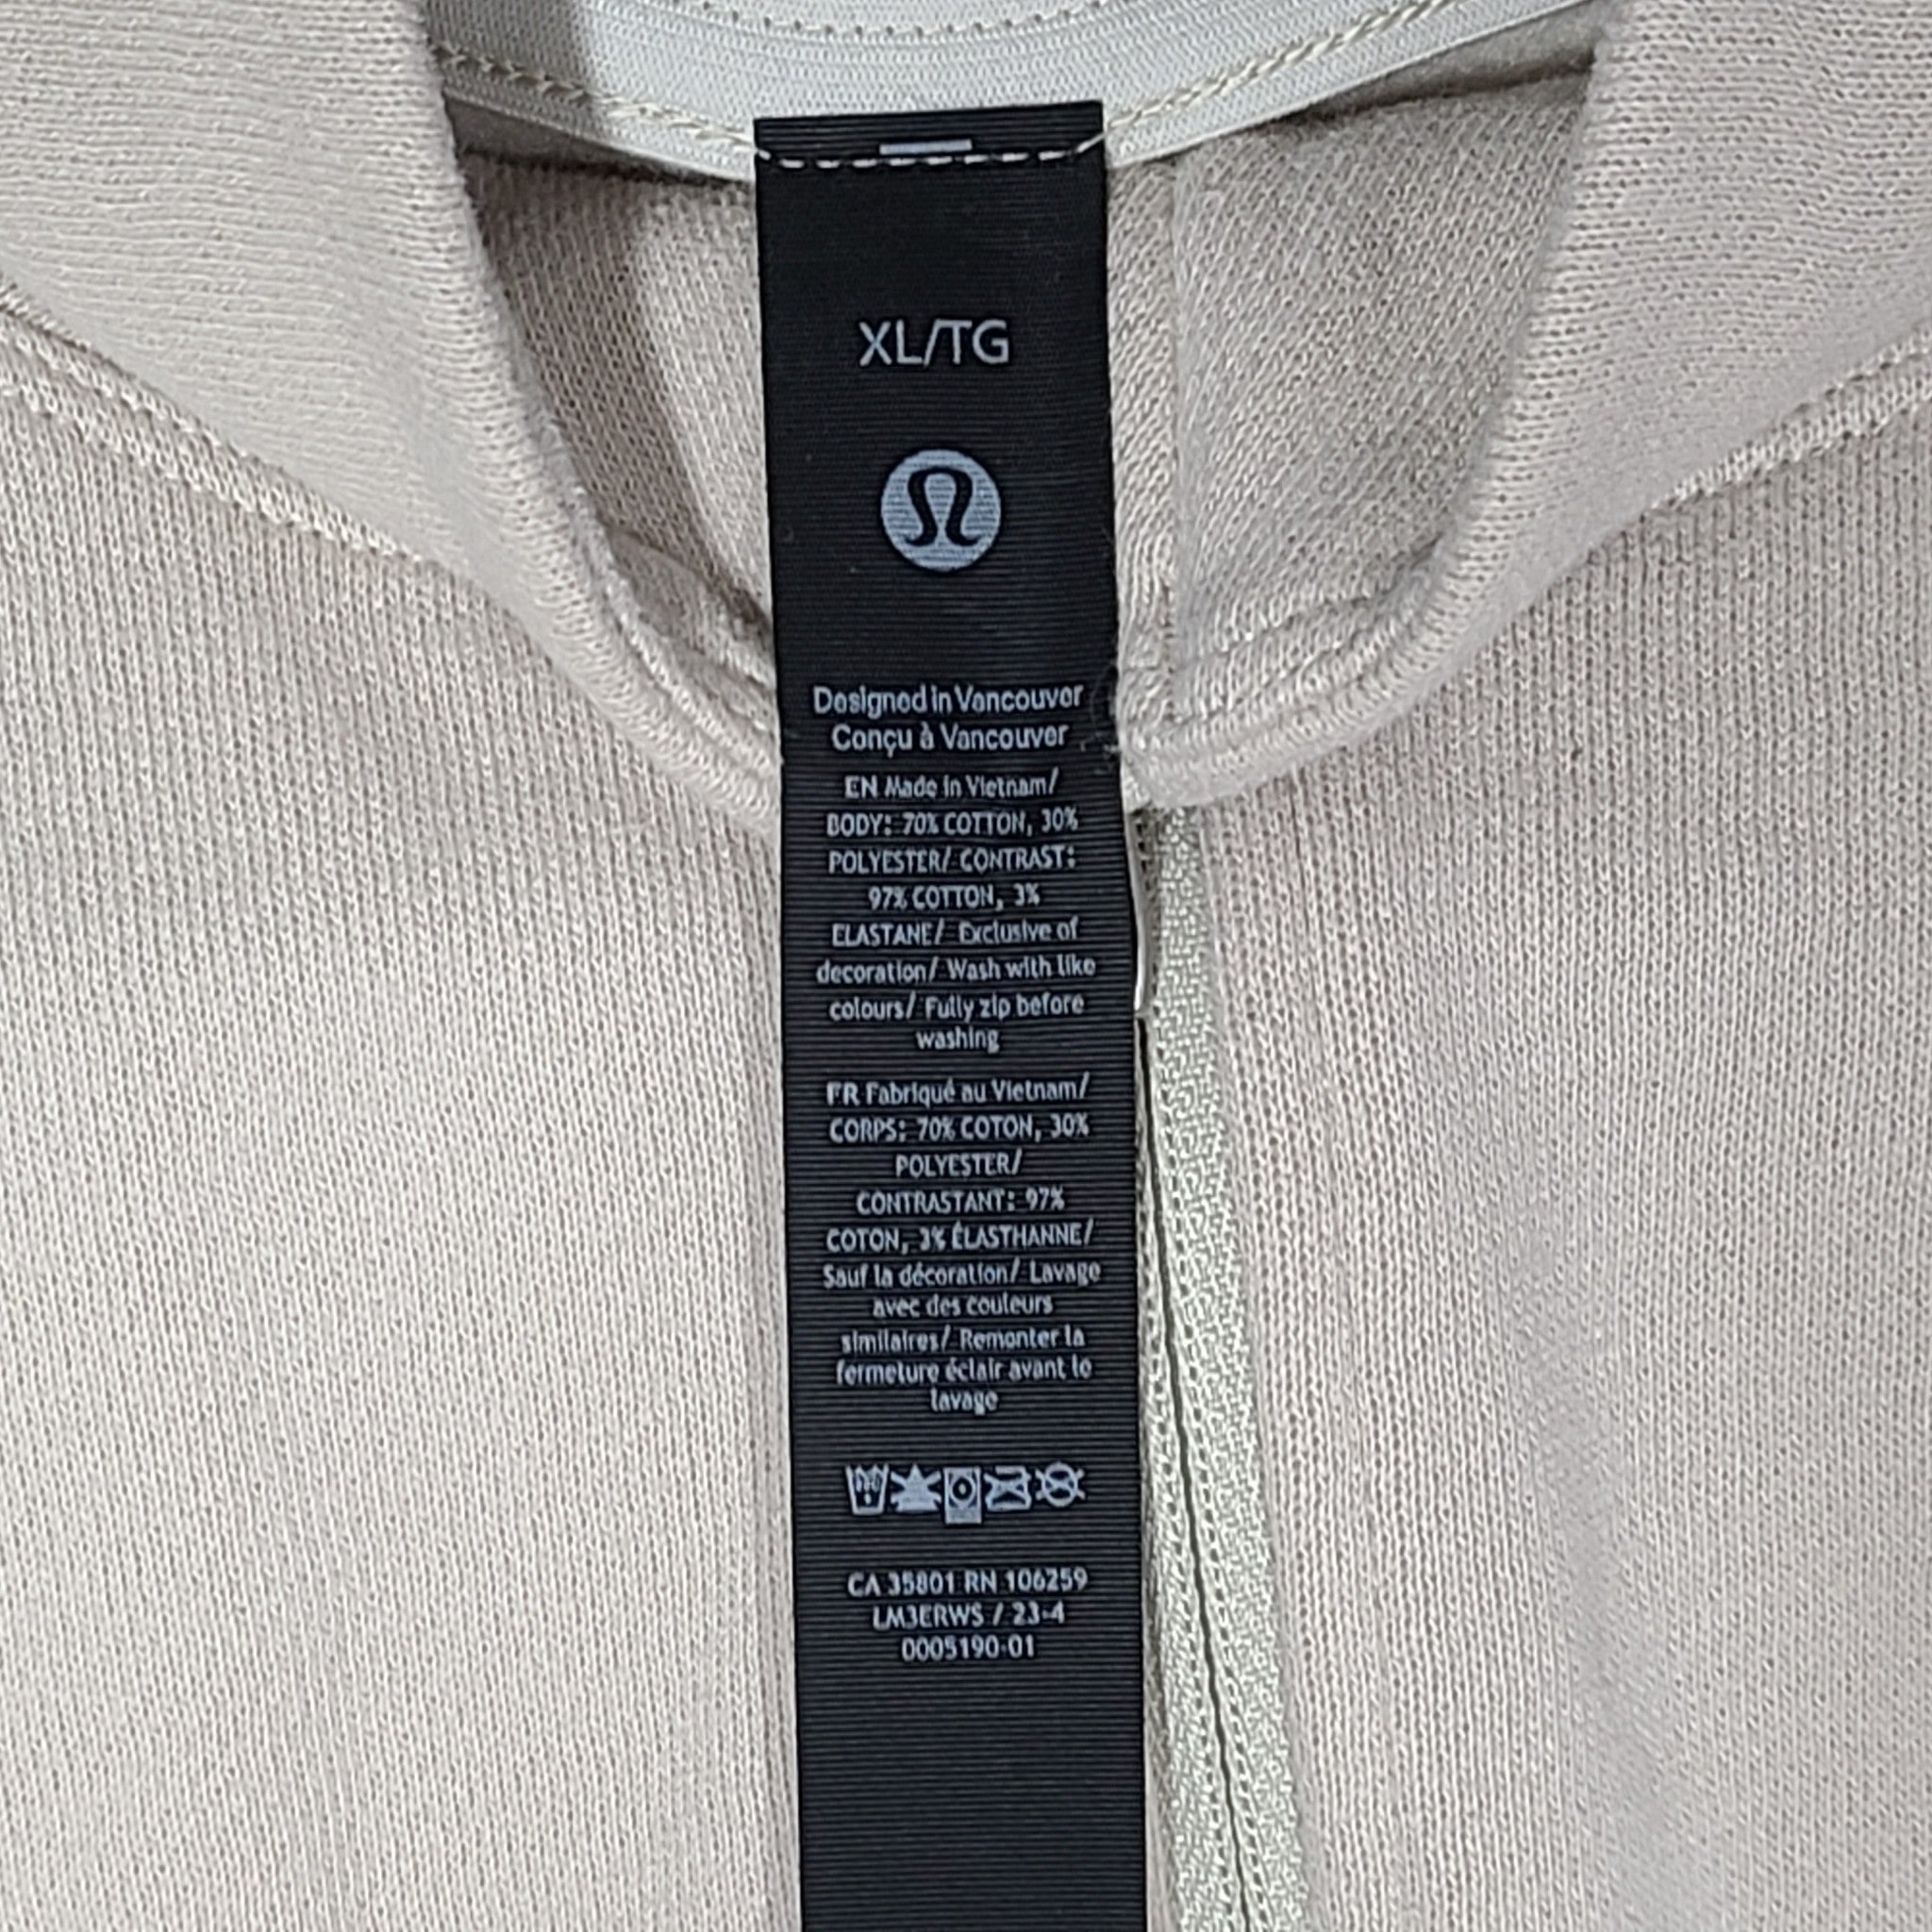 XL/TG
Designed in Vancouver
Conçu à Vancouver
EN Made in Vietnam/
BODY: 70% COTTON, 30%
POLYESTER/ CONTRAST:
97% COTTON, 3%
ELASTANE/ Exclusive of
decoration/ Wash with like
colours/ Fully zip before
washing
FR Fabriqué au Vietnam/
CORPS: 70% COTON, 30%
POLYESTER/
CONTRASTANT: 97%
COTON, 3% ÉLASTHANNE/
Sauf la décoration/ Lavage
avec des couleurs
similaires/ Remonter la
fermeture éclair avant le
lavage
CA 35801 RN 106259
LM3ERWS / 23-4
0005190-01